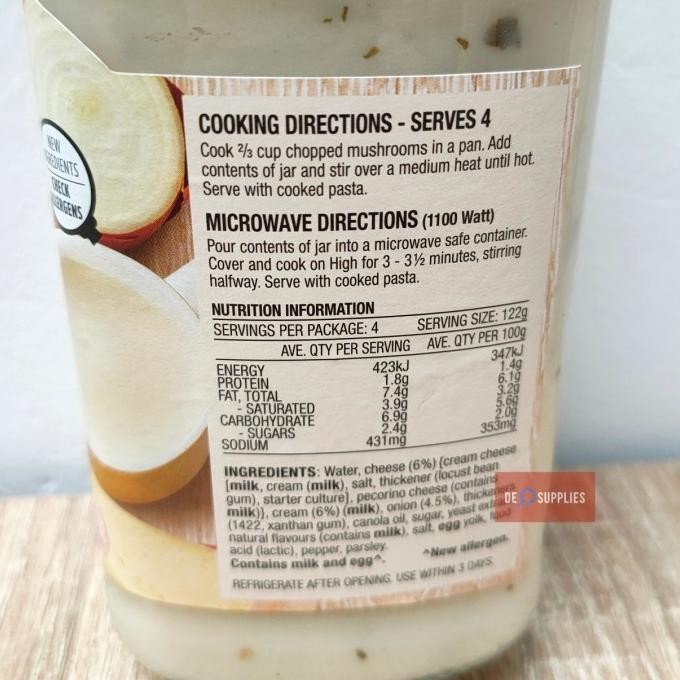 NEW
INGREDIENTS
CHECK
ALLERGENS
COOKING DIRECTIONS - SERVES 4
Cook 2/3 cup chopped mushrooms in a pan. Add
contents of jar and stir over a medium heat until hot.
Serve with cooked pasta.
MICROWAVE DIRECTIONS (1100 Watt)
Pour contents of jar into a microwave safe container.
Cover and cook on High for 3 - 3½ minutes, stirring
halfway. Serve with cooked pasta.
NUTRITION INFORMATION
SERVINGS PER PACKAGE: 4 SERVING SIZE: 122g
AVE. QTY PER SERVING AVE. QTY PER 100g
ENERGY 423kJ 347kJ
PROTEIN 1.8g 1.4g
FAT, TOTAL 7.4g 6.1g
- SATURATED 3.9g 3.2g
CARBOHYDRATE 6.9g 5.6g
- SUGARS 2.4g 2.0g
SODIUM 431mg 353mg
INGREDIENTS: Water, cheese (6%) {cream cheese
[milk, cream (milk), salt, thickener (locust bean
gum), starter culture], pecorino cheese (contains
milk)}, cream (6%) (milk), onion (4.5%), thickeners
(1422, xanthan gum), canola oil, sugar, yeast extract,
natural flavours (contains milk), salt, egg yolk, food
acid (lactic), pepper, parsley.
Contains milk and egg^. ^New allergen.
REFRIGERATE AFTER OPENING. USE WITHIN 3 DAYS.
DE SUPPLIES